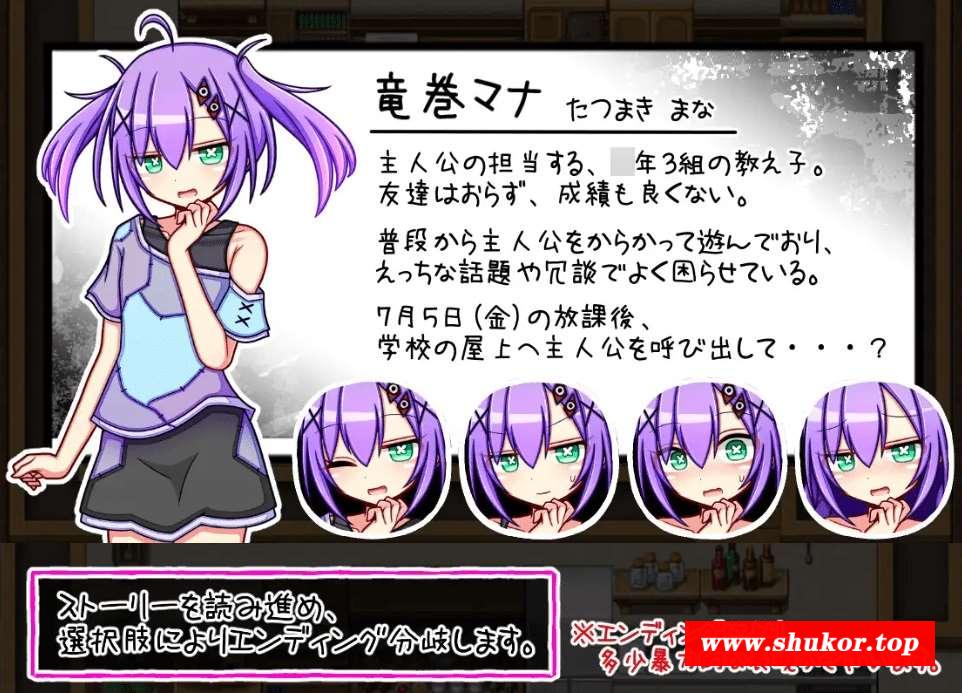 竜巻マナ たつまき まな
主人公の担当する、 年3組の教え子。
友達はおらず、成績も良くない。
普段から主人公をからかって遊んでおり、
えっちな話題や冗談でよく困らせている。
7月5日(金)の放課後、
学校の屋上へ主人公を呼び出して・・・?
ストーリーを読み進め、
選択肢によりエンディング分岐します。
※エンディン
www.shukor.top
多少暴